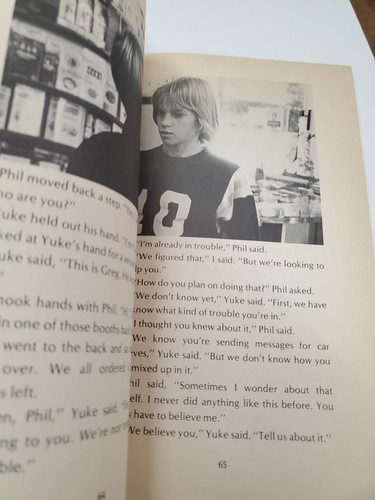 Phil moved back a step,
ho are you?"
Yuke held out his hand.
ked at Yuke's hand for a
uke said, "This is Greg.
"
hook hands with Phil.
in one of those booths back
went to the back and
over. We all ordered
s left.
en, Phil," Yuke said,
ng to you. We're not
ble."
64
10
"I'm already in trouble," Phil said.
"We figured that," I said. "But we're looking to
lp you."
"How do you plan on doing that?" Phil asked.
"We don't know yet," Yuke said. "First, we have
know what kind of trouble you're in."
I thought you knew about it," Phil said.
We know you're sending messages for car
eves," Yuke said. "But we don't know how you
mixed up in it."
hil said, "Sometimes I wonder about that
elf. I never did anything like this before. You
have to believe me."
We believe you," Yuke said. "Tell us about it."
65